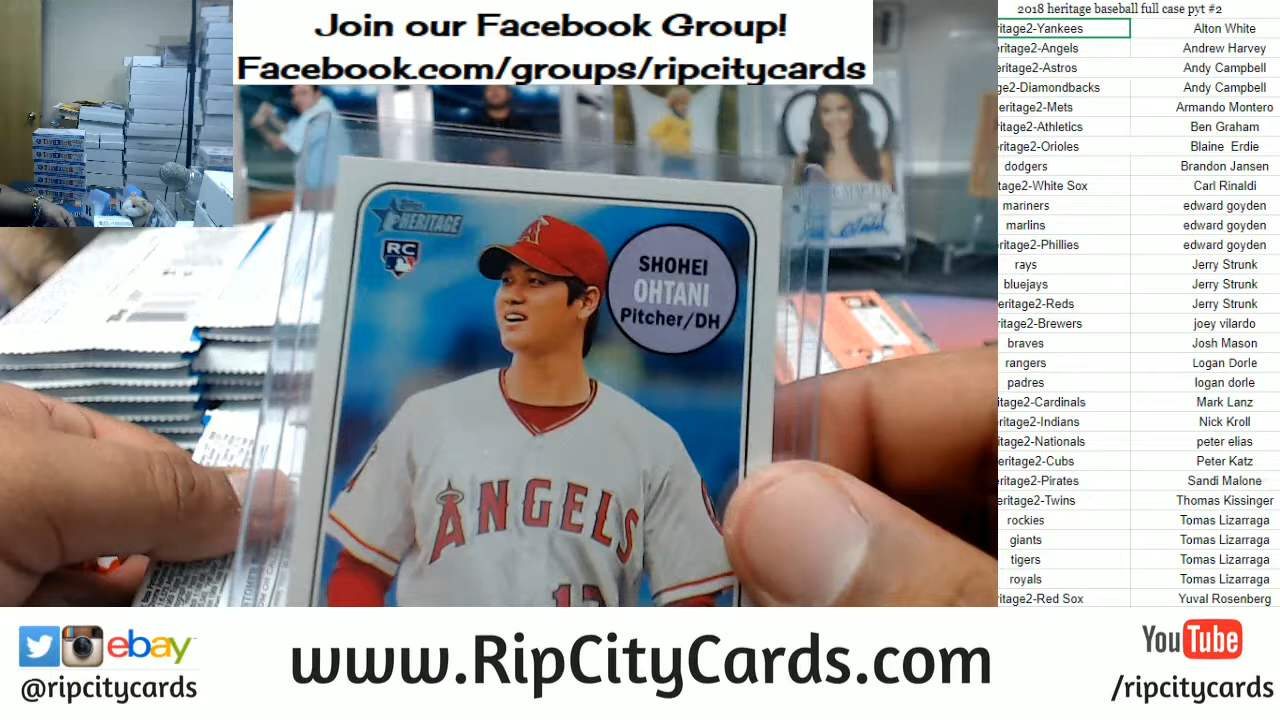 Join our Facebook Group!
Facebook.com/groups/ripcitycards
HERITAGE
RC
SHOHEI
OHTANI
Pitcher/DH
ANGELS
2018 heritage baseball full case pyt #2
ritage2-Yankees Alton White
eritage2-Angels Andrew Harvey
eritage2-Astros Andy Campbell
ge2-Diamondbacks Andy Campbell
eritage2-Mets Armando Montero
eritage2-Athletics Ben Graham
eritage2-Orioles Blaine Erdie
dodgers Brandon Jansen
tage2-White Sox Carl Rinaldi
mariners edward goyden
marlins edward goyden
eritage2-Phillies edward goyden
rays Jerry Strunk
bluejays Jerry Strunk
eritage2-Reds Jerry Strunk
ritage2-Brewers joey vilardo
braves Josh Mason
rangers Logan Dorle
padres logan dorle
itage2-Cardinals Mark Lanz
ritage2-Indians Nick Kroll
itage2-Nationals peter elias
eritage2-Cubs Peter Katz
eritage2-Pirates Sandi Malone
eritage2-Twins Thomas Kissinger
rockies Tomas Lizarraga
giants Tomas Lizarraga
tigers Tomas Lizarraga
royals Tomas Lizarraga
ritage2-Red Sox Yuval Rosenberg
ebay
@ripcitycards
www.RipCityCards.com
YouTube
/ripcitycards